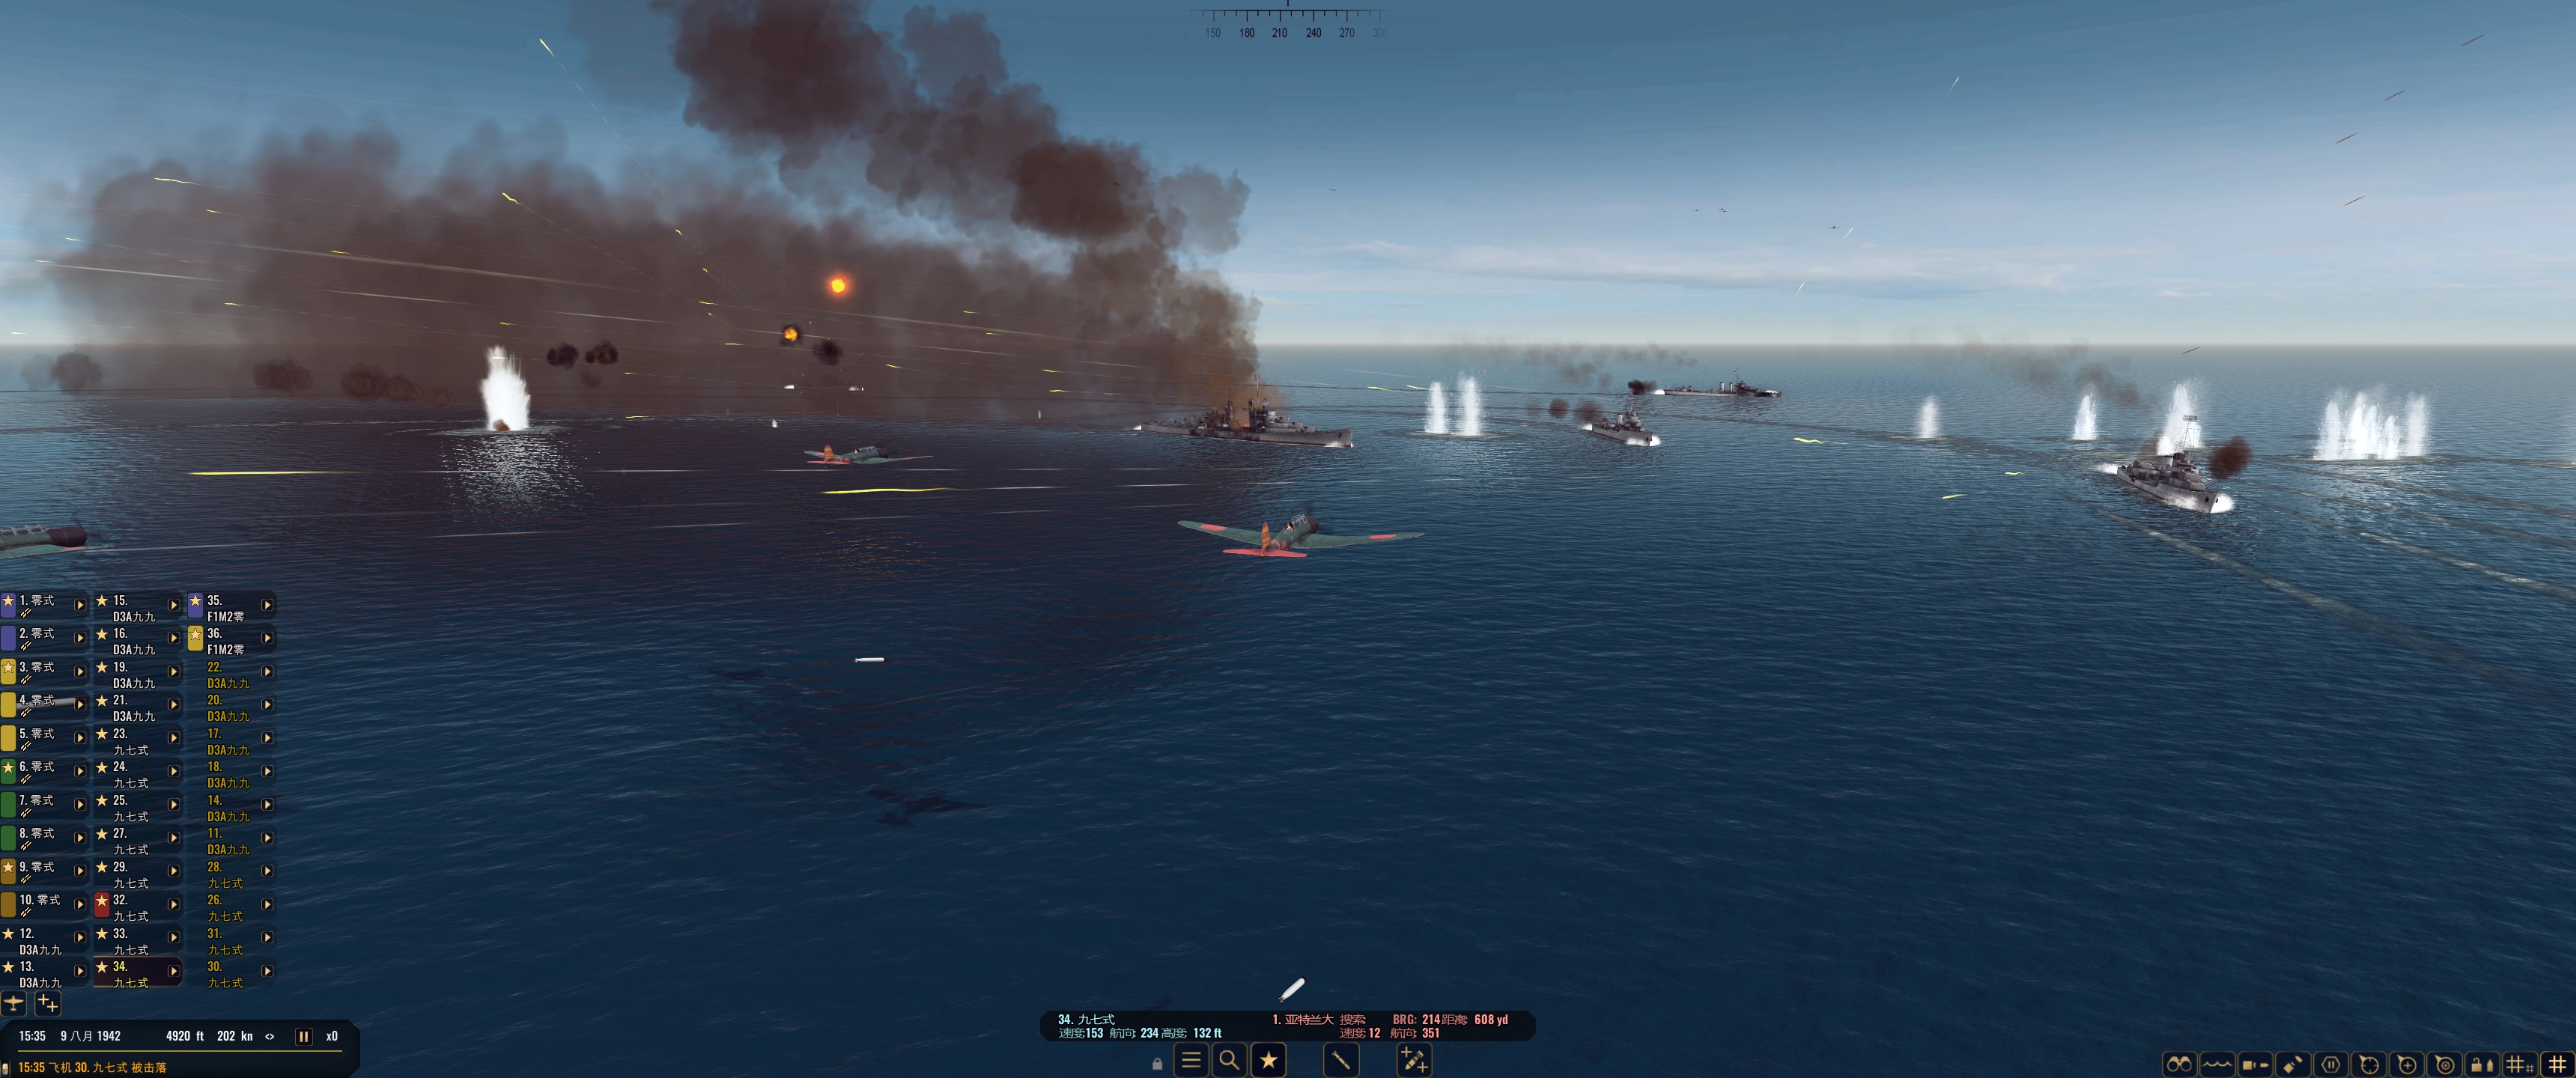 150 180 210 240 270 300
1. 零式
15.
D3A九九
35.
F1M2零
2. 零式
16.
D3A九九
36.
F1M2零
3. 零式
19.
D3A九九
22.
D3A九九
4. 零式
21.
D3A九九
20.
D3A九九
5. 零式
23.
九七式
17.
D3A九九
6. 零式
24.
九七式
18.
D3A九九
7. 零式
25.
九七式
14.
D3A九九
8. 零式
27.
九七式
11.
D3A九九
9. 零式
29.
九七式
28.
九七式
10. 零式
32.
九七式
26.
九七式
12.
D3A九九
33.
九七式
31.
九七式
13.
D3A九九
34.
九七式
30.
九七式
15:35 9 八月 1942 4920 ft 202 kn <> x0
15:35 飞机 30. 九七式 被击落
34. 九七式 1. 亚特兰大 搜索 BRG: 214 距离: 608 yd
速度 153 航向: 234 高度: 132 ft 速度 12 航向: 351